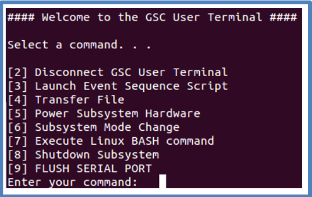 #### Welcome to the GSC User Terminal ####
Select a command. . .
[2] Disconnect GSC User Terminal
[3] Launch Event Sequence Script
[4] Transfer File
[5] Power Subsystem Hardware
[6] Subsystem Mode Change
[7] Execute Linux BASH command
[8] Shutdown Subsystem
[9] FLUSH SERIAL PORT
Enter your command: